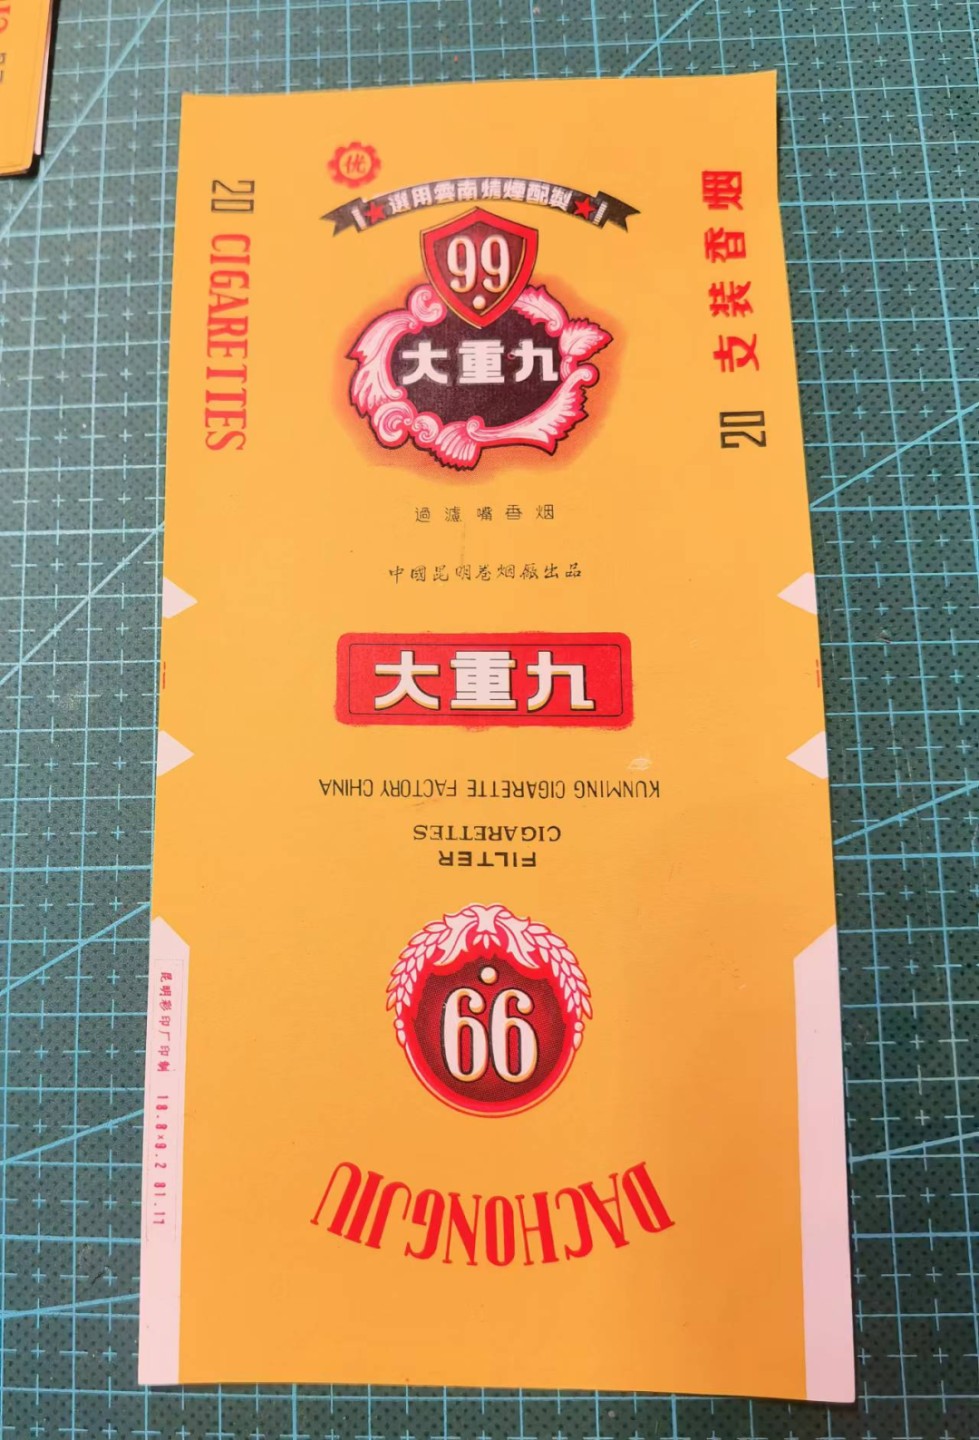 优
選用雲南烤煙配製
99
大重九
過濾嘴香烟
中國昆明卷烟廠出品
20 CIGARETTES
20 支装香烟
大重九
KUNMING CIGARETTE FACTORY CHINA
CIGARETTES
FILTER
99
DACHONGJIU
昆明彩印厂印制 18.8×9.2 81.11